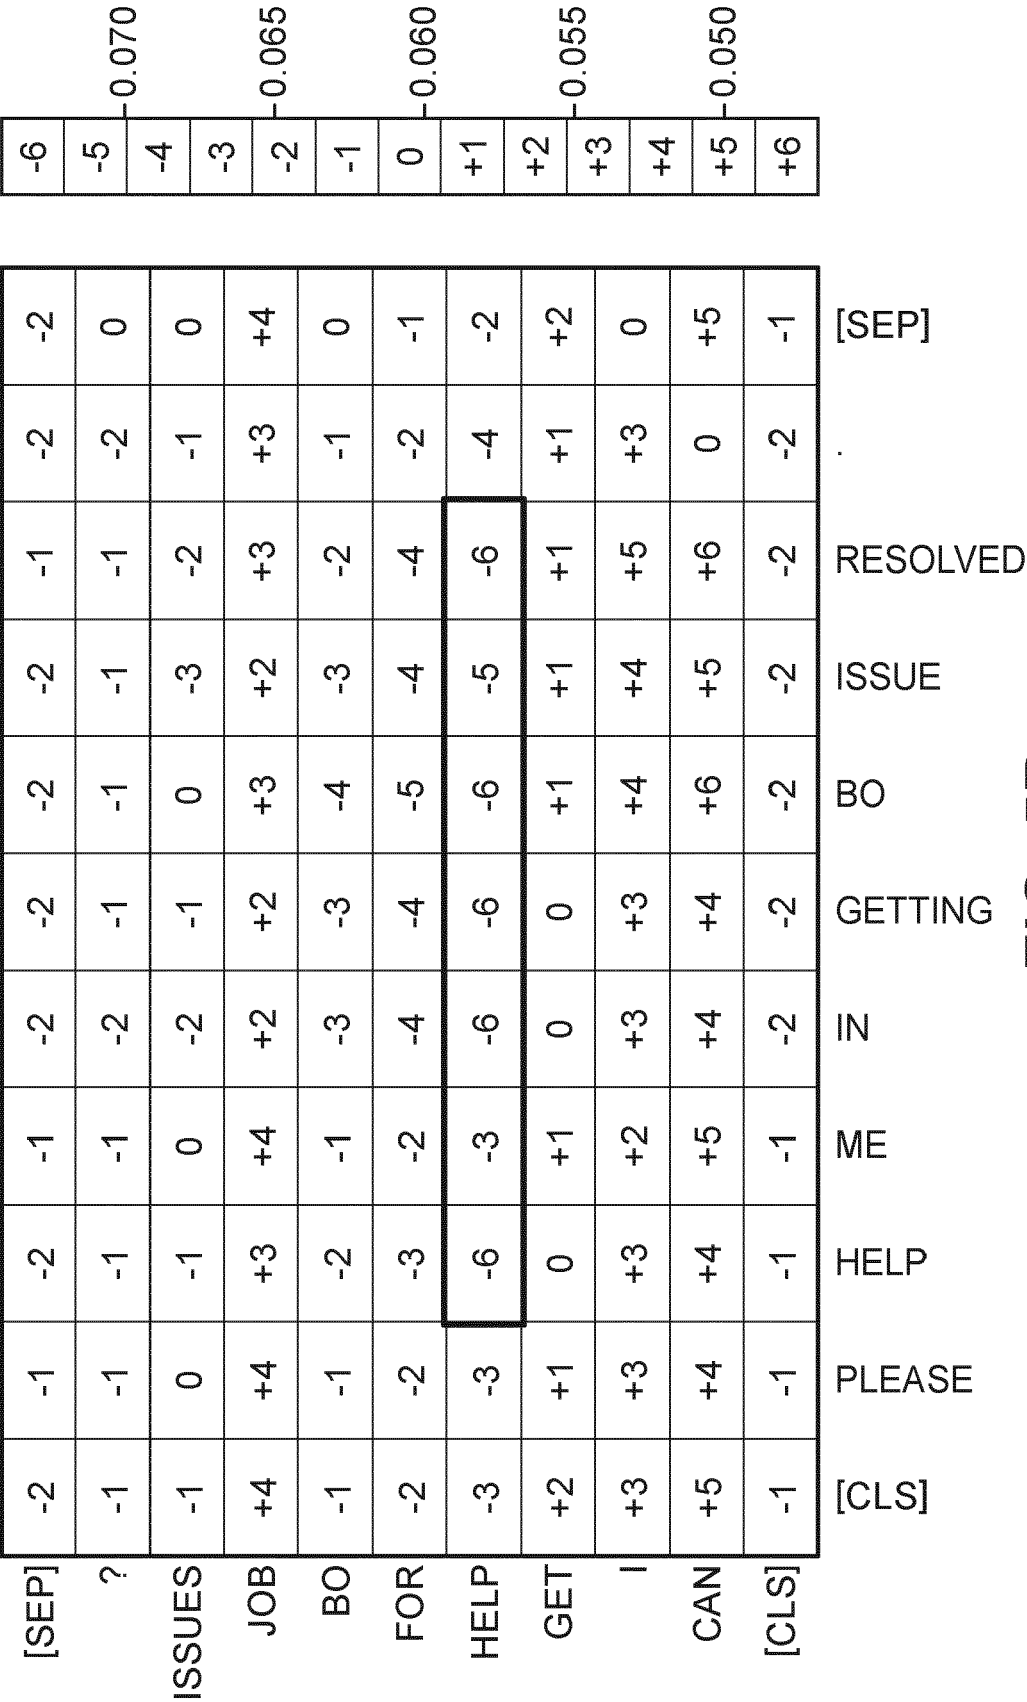 [SEP] -2 -1 -2 -1 -2 -2 -2 -2 -1 -2 -2
? -1 -1 -1 -1 -2 -1 -1 -1 -1 -2 0
ISSUES -1 0 -1 0 -2 -1 0 -3 -2 -1 0
JOB +4 +4 +3 +4 +2 +2 +3 +2 +3 +3 +4
BO -1 -1 -2 -1 -3 -3 -4 -3 -2 -1 0
FOR -2 -2 -3 -2 -4 -4 -5 -4 -4 -2 -1
HELP -3 -3 -6 -3 -6 -6 -6 -5 -6 -4 -2
GET +2 +1 0 +1 0 0 +1 +1 +1 +1 +2
I +3 +3 +3 +2 +3 +3 +4 +4 +5 +3 0
CAN +5 +4 +4 +5 +4 +4 +6 +5 +6 0 +5
[CLS] -1 -1 -1 -1 -2 -2 -2 -2 -2 -2 -1
[CLS]
PLEASE
HELP
ME
IN
GETTING
BO
ISSUE
RESOLVED
.
[SEP]
-6
-5
-4
-3
-2
-1
0
+1
+2
+3
+4
+5
+6
0.070
0.065
0.060
0.055
0.050